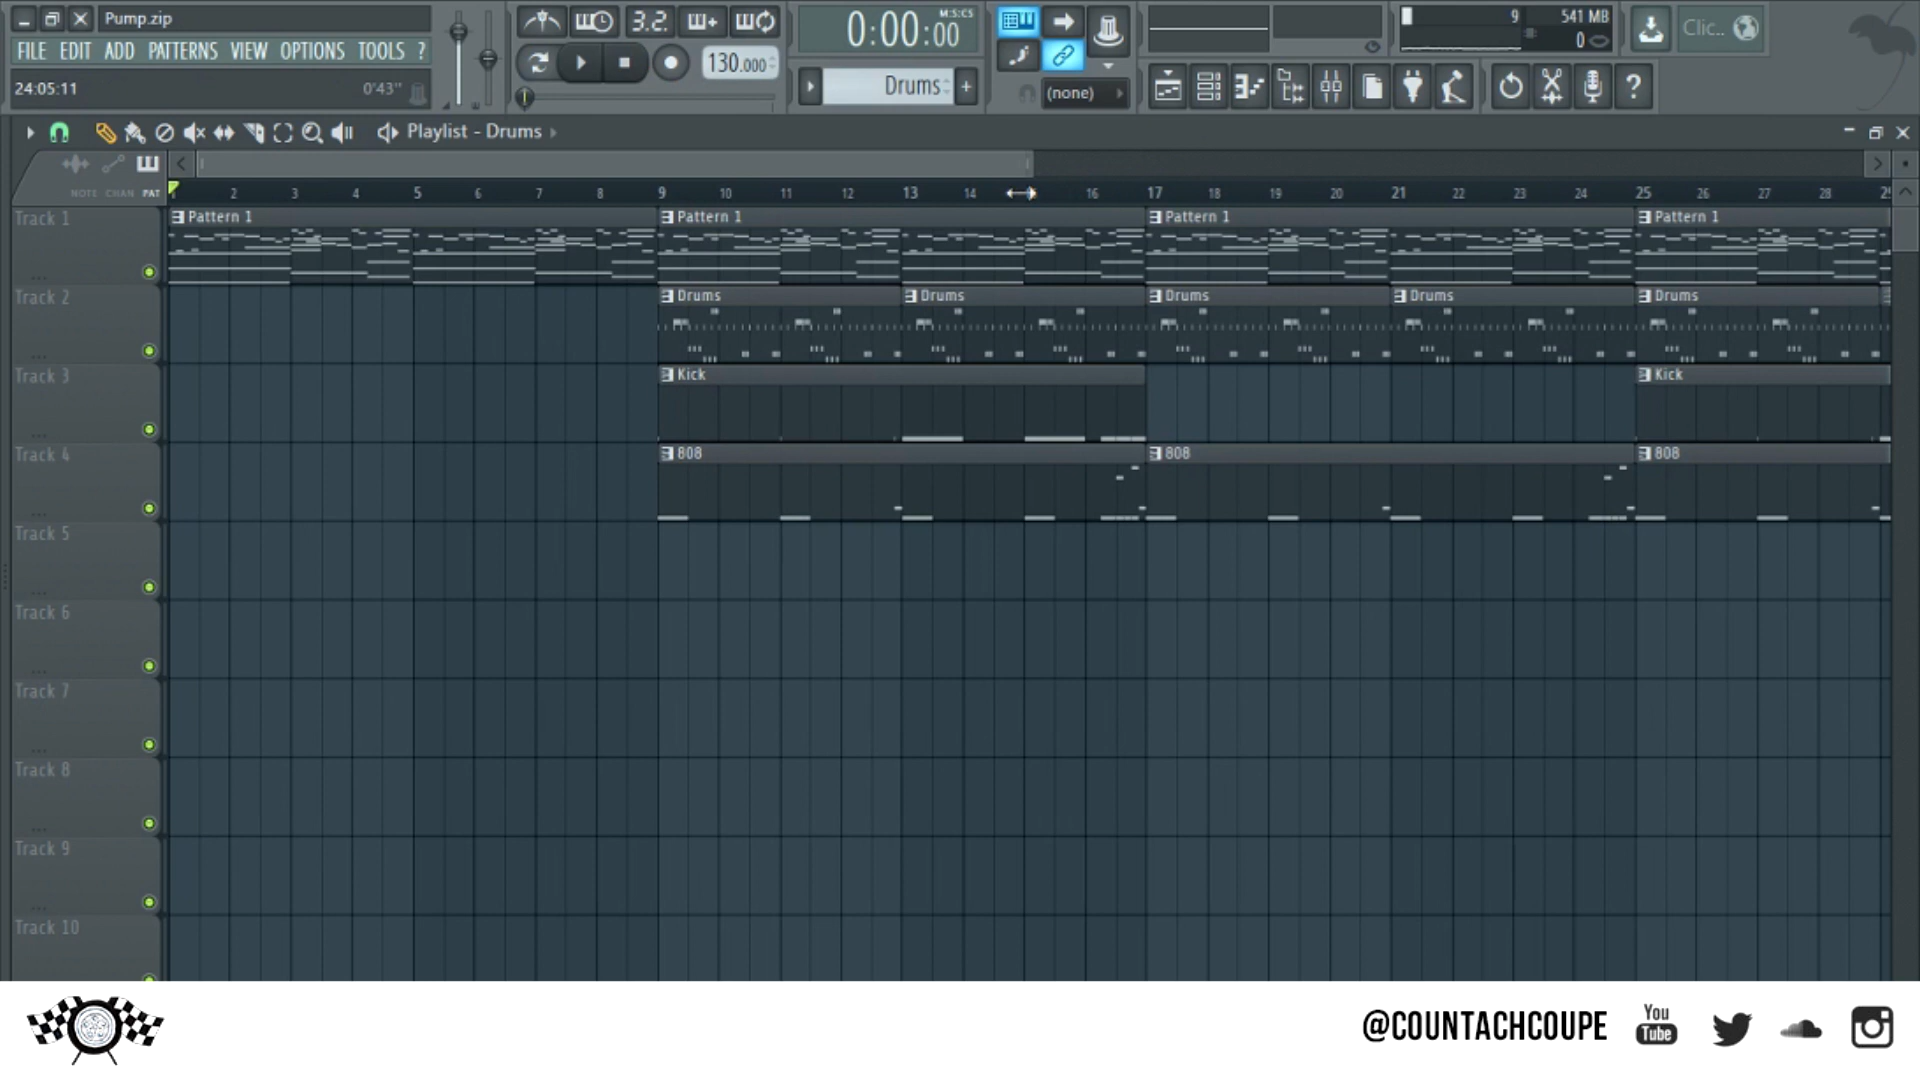 Pump.zip
FILE EDIT ADD PATTERNS VIEW OPTIONS TOOLS ?
24:05:11 0'43"
3.2.
130.000
0:00:00 M:S:CS
Drums
(none)
9 541 MB
0
Clic..
Playlist - Drums
NOTE CHAN PAT
2 3 4 5 6 7 8 9 10 11 12 13 14 16 17 18 19 20 21 22 23 24 25 26 27 28
Track 1 Pattern 1 Pattern 1 Pattern 1 Pattern 1
Track 2 Drums Drums Drums Drums Drums
Track 3 Kick Kick
Track 4 808 808 808
Track 5
Track 6
Track 7
Track 8
Track 9
Track 10
@COUNTACHCOUPE You Tube